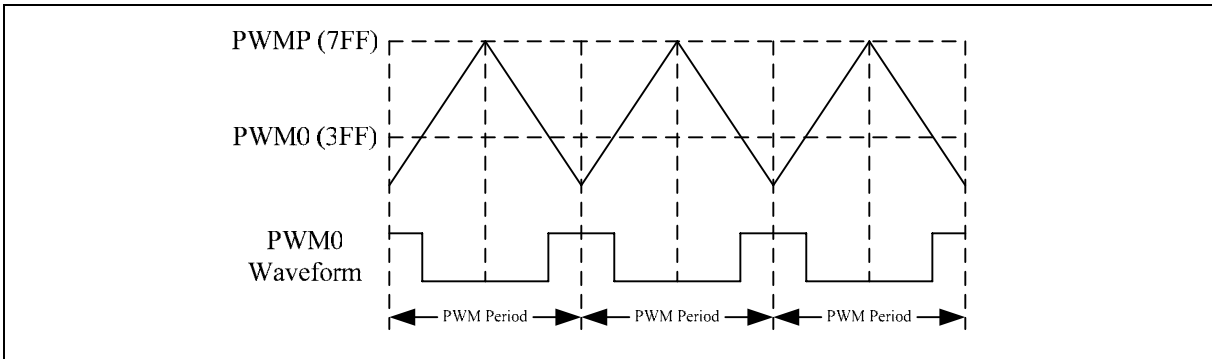 PWMP (7FF)
PWM0 (3FF)
PWM0
Waveform
PWM Period
PWM Period
PWM Period